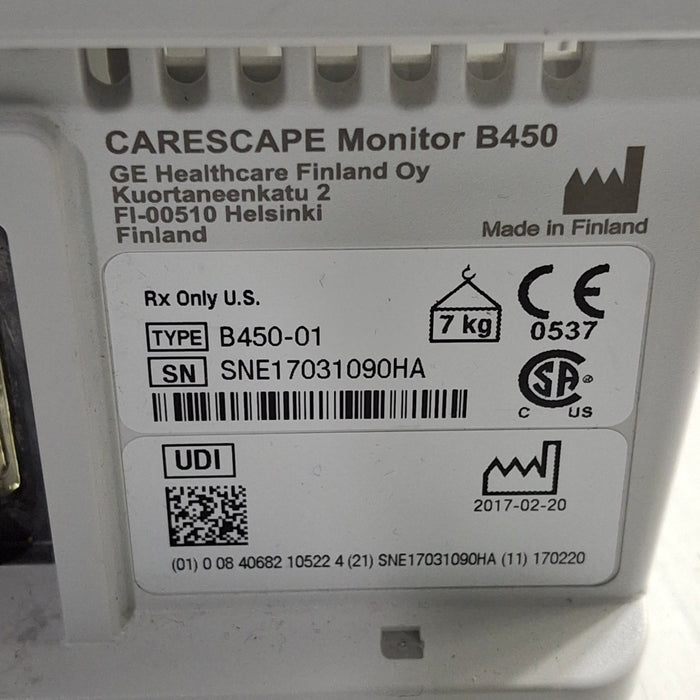 CARESCAPE Monitor B450
GE Healthcare Finland Oy
Kuortaneenkatu 2
FI-00510 Helsinki
Finland
Made in Finland
Rx Only U.S.
7 kg
CE
0537
TYPE B450-01
SN SNE17031090HA
SA
C US
UDI
2017-02-20
(01) 0 08 40682 10522 4 (21) SNE17031090HA (11) 170220